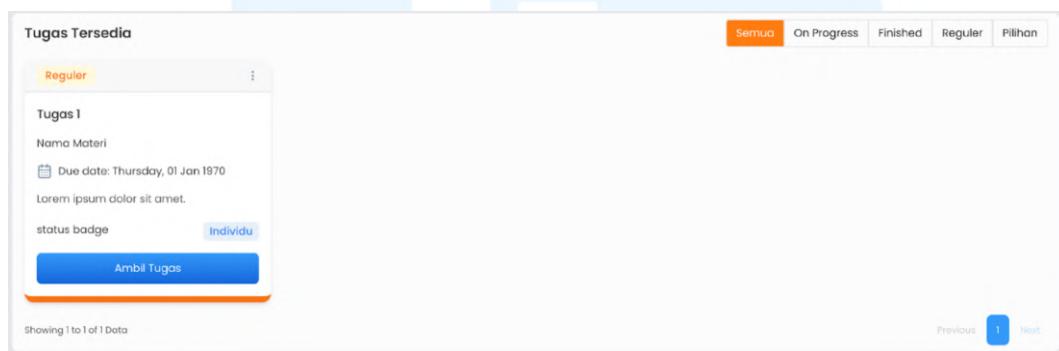 Tugas Tersedia
Semua On Progress Finished Reguler Pilihan
Reguler
Tugas 1
Nama Materi
Due date: Thursday, 01 Jan 1970
Lorem ipsum dolor sit amet.
status badge Individu
Ambil Tugas
Showing 1 to 1 of 1 Data
Previous 1 Next